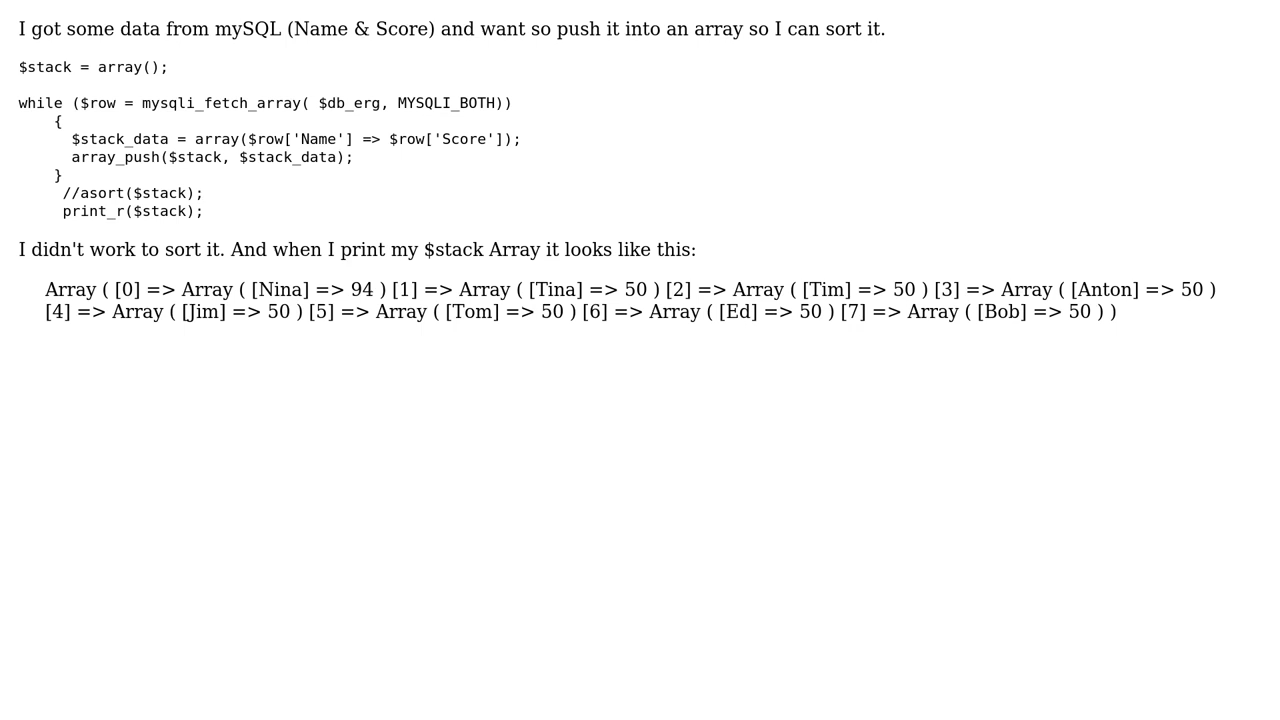 I got some data from mySQL (Name & Score) and want so push it into an array so I can sort it.
$stack = array();
while ($row = mysqli_fetch_array( $db_erg, MYSQLI_BOTH))
{
$stack_data = array($row['Name'] => $row['Score']);
array_push($stack, $stack_data);
}
//asort($stack);
print_r($stack);
I didn't work to sort it. And when I print my $stack Array it looks like this:
Array ( [0] => Array ( [Nina] => 94 ) [1] => Array ( [Tina] => 50 ) [2] => Array ( [Tim] => 50 ) [3] => Array ( [Anton] => 50 )
[4] => Array ( [Jim] => 50 ) [5] => Array ( [Tom] => 50 ) [6] => Array ( [Ed] => 50 ) [7] => Array ( [Bob] => 50 ) )